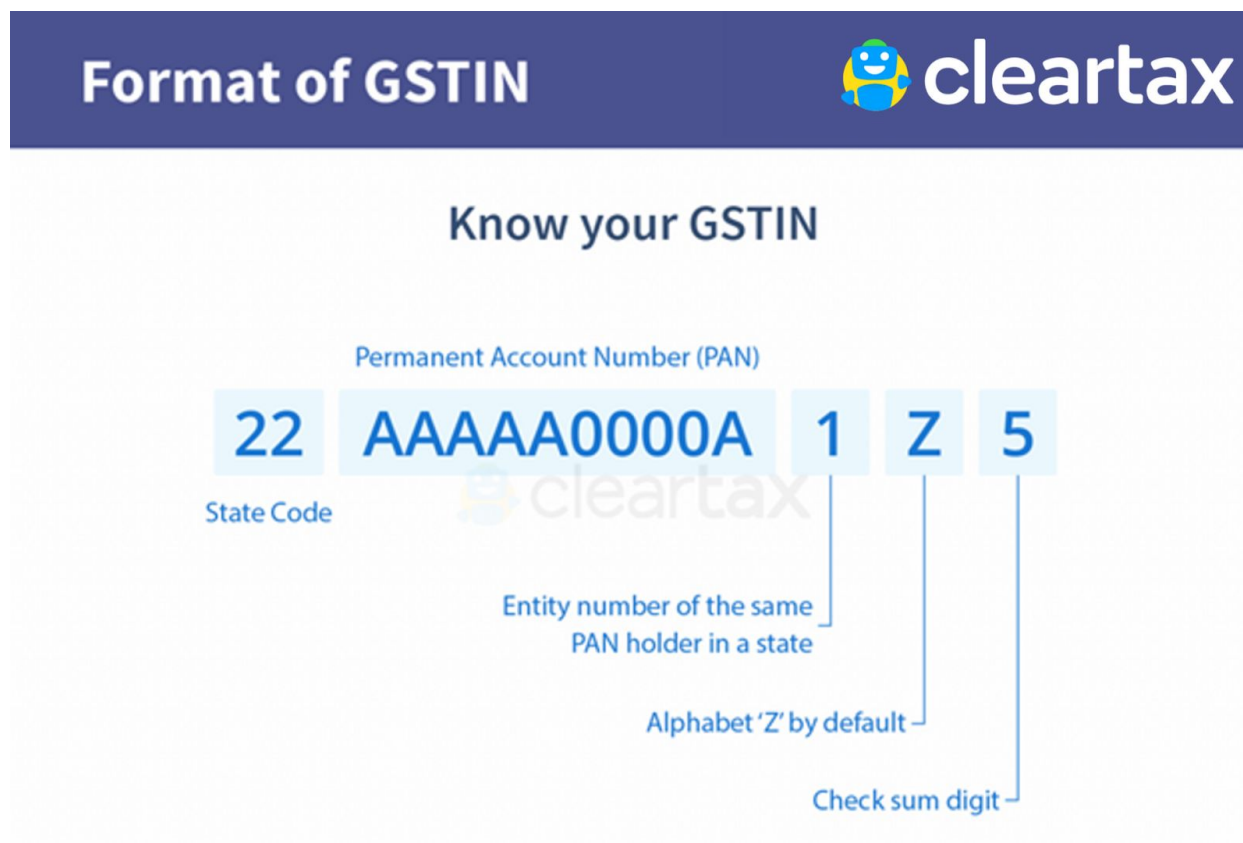 Format of GSTIN
cleartax
Know your GSTIN
Permanent Account Number (PAN)
22 AAAAA0000A 1 Z 5
cleartax
State Code
Entity number of the same
PAN holder in a state
Alphabet ‘Z’ by default
Check sum digit